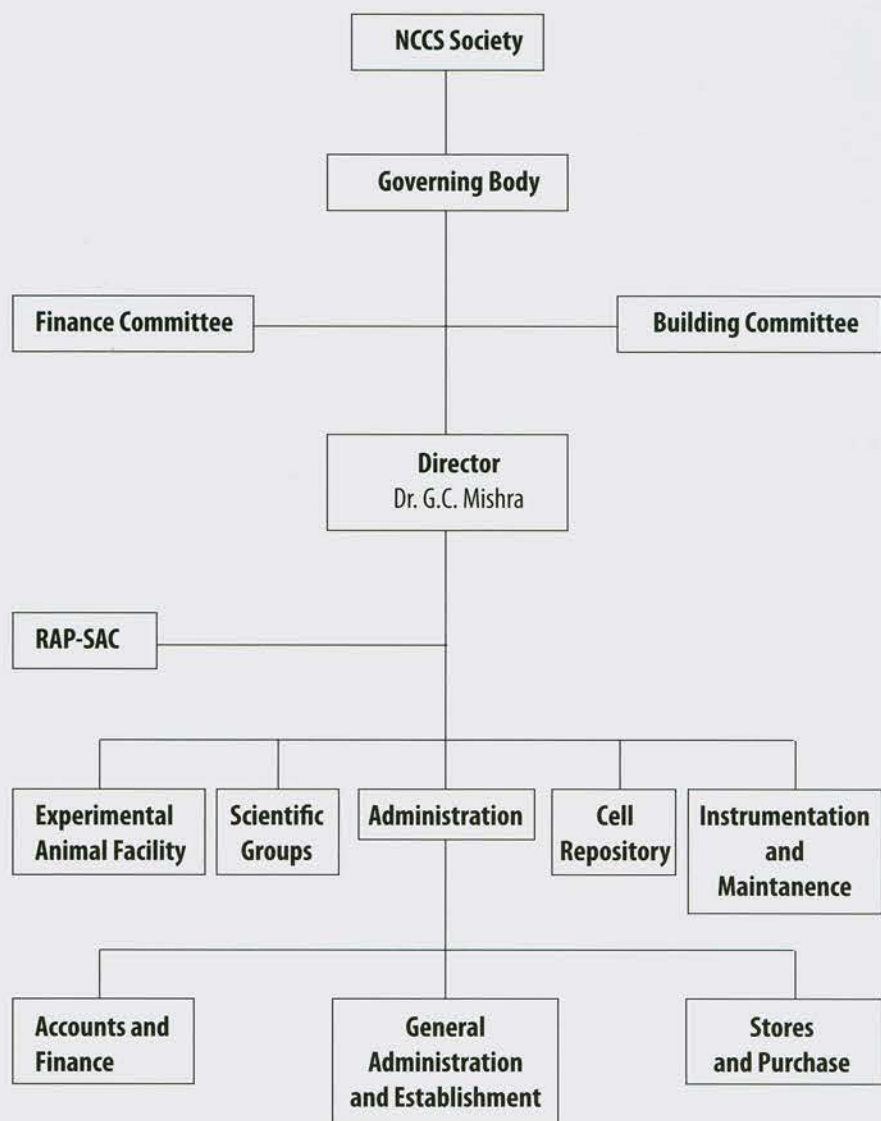 NCCS Society
Governing Body
Finance Committee
Building Committee
Director
Dr. G.C. Mishra
RAP-SAC
Experimental
Animal Facility
Scientific
Groups
Administration
Cell
Repository
Instrumentation
and
Maintanence
Accounts and
Finance
General
Administration
and Establishment
Stores
and Purchase